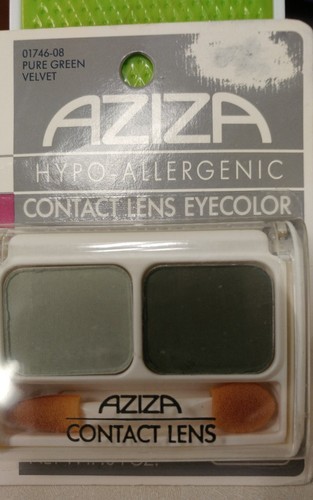 01746-08
PURE GREEN
VELVET
AZIZA
HYPO-ALLERGENIC
CONTACT LENS EYECOLOR
AZIZA
CONTACT LENS